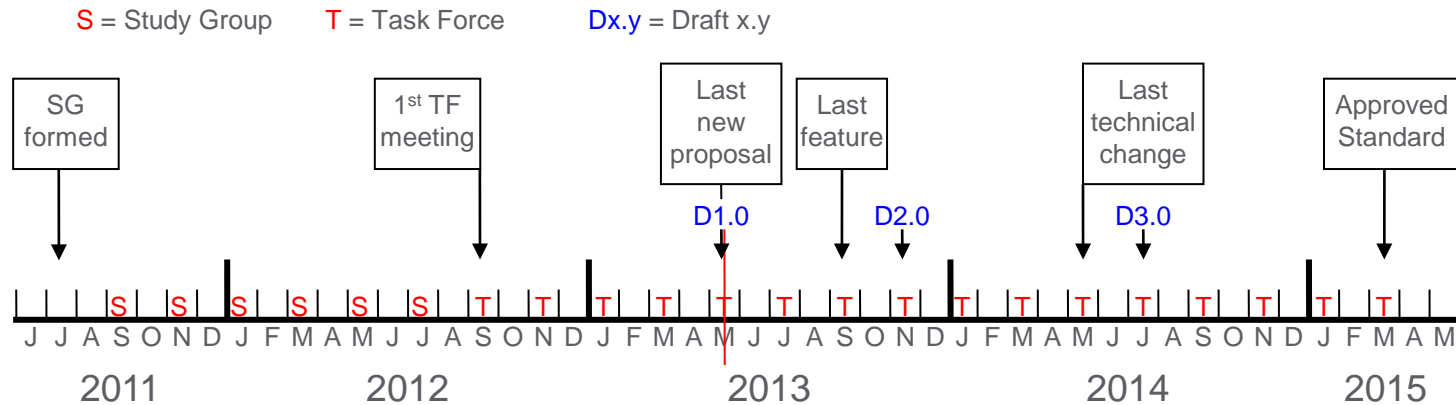 S = Study Group T = Task Force Dx.y = Draft x.y
SG
formed
1st TF
meeting
Last
new
proposal
Last
feature
Last
technical
change
Approved
Standard
D1.0 D2.0 D3.0
S S S S S S T T T T T T T T T T T T T T T T
J J A S O N D J F M A M J J A S O N D J F M A M J J A S O N D J F M A M J J A S O N D J F M A M
2011 2012 2013 2014 2015